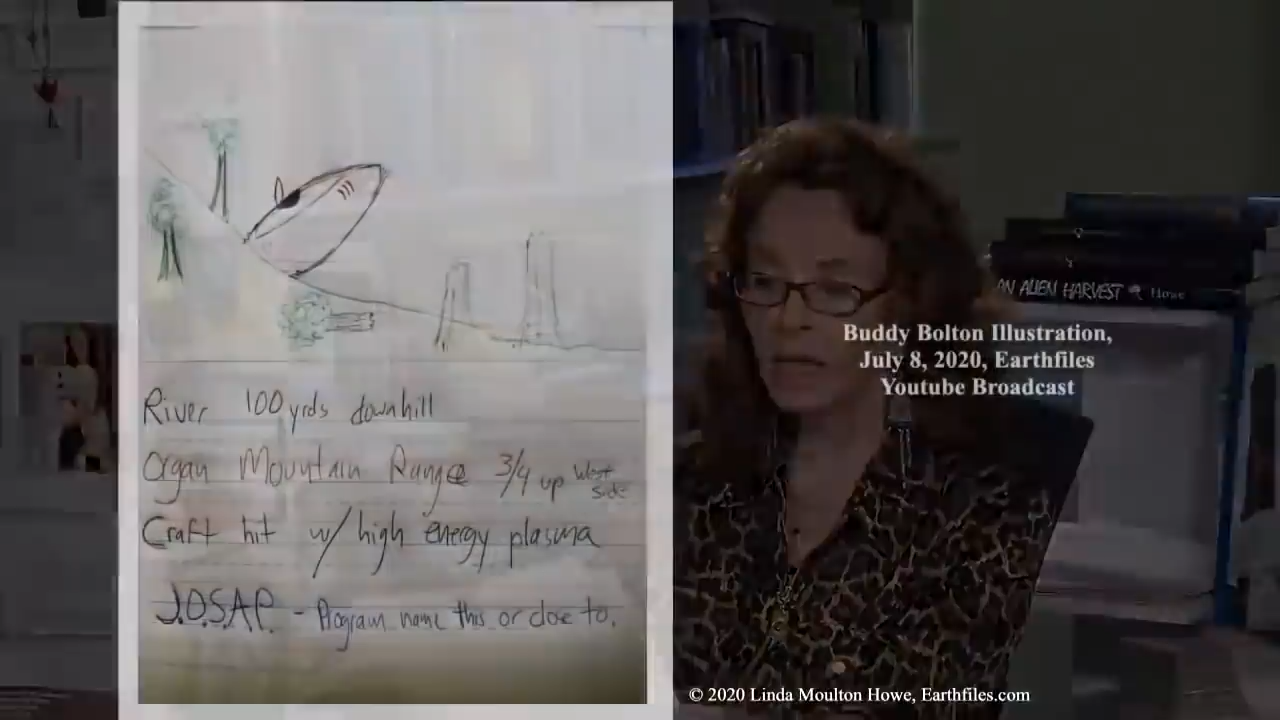 River 100 yrds downhill
Organ Mountain Range 3/4 up West Side
Craft hit w/ high energy plasma
J.O.S.A.P. - Program name this or close to.
AN ALIEN HARVEST Howe
Buddy Bolton Illustration,
July 8, 2020, Earthfiles
Youtube Broadcast
© 2020 Linda Moulton Howe, Earthfiles.com